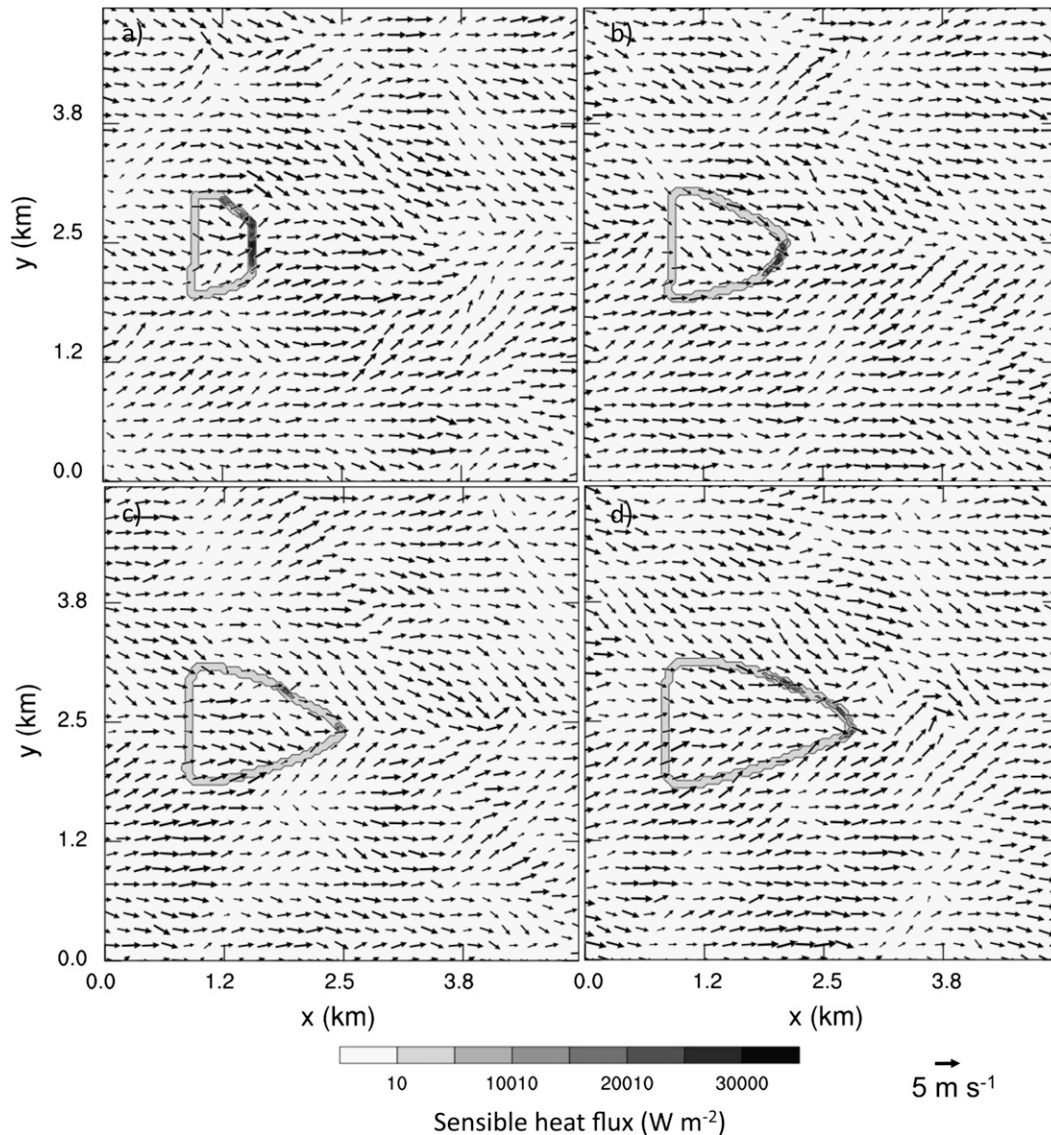 a)
b)
3.8
2.5
1.2
0.0
y (km)
c)
d)
3.8
2.5
1.2
0.0
y (km)
0.0 1.2 2.5 3.8
0.0 1.2 2.5 3.8
x (km)
x (km)
10 10010 20010 30000
5 m s⁻¹
Sensible heat flux (W m⁻²)